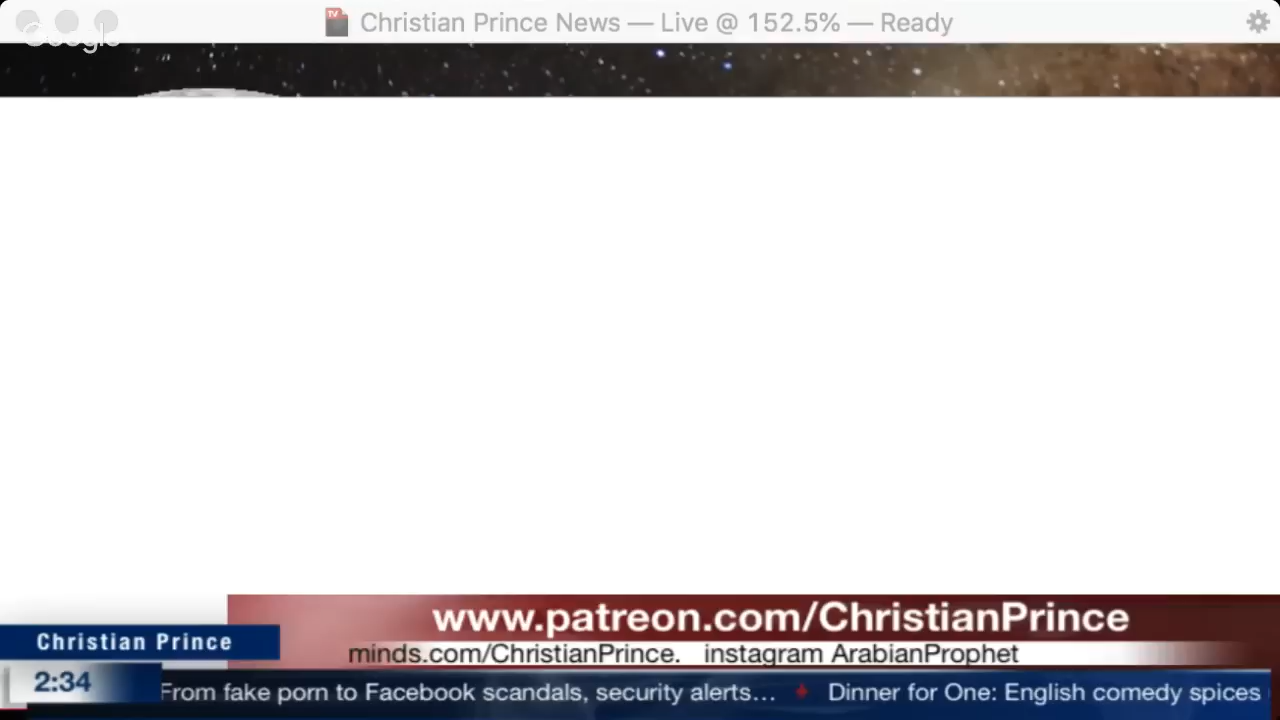 Christian Prince News — Live @ 152.5% — Ready
Google
www.patreon.com/ChristianPrince
Christian Prince
minds.com/ChristianPrince. instagram ArabianProphet
2:34
From fake porn to Facebook scandals, security alerts... Dinner for One: English comedy spices